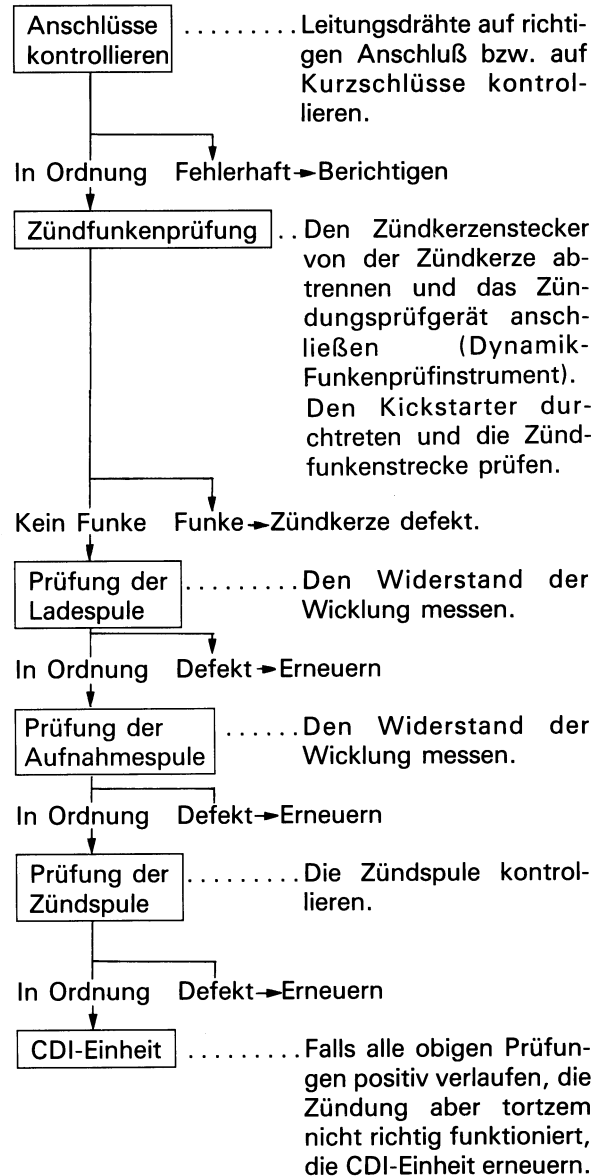 Anschlüsse ......... Leitungsdrähte auf richti-
kontrollieren gen Anschluß bzw. auf
Kurzschlüsse kontrol-
lieren.
In Ordnung Fehlerhaft Berichtigen
Zündfunkenprüfung .. Den Zündkerzenstecker
von der Zündkerze ab-
trennen und das Zün-
dungsprüfgerät ansch-
ließen (Dynamik-
Funkenprüfinstrument).
Den Kickstarter dur-
chtreten und die Zünd-
funkenstrecke prüfen.
Kein Funke Funke Zündkerze defekt.
Prüfung der ......... Den Widerstand der
Ladespule Wicklung messen.
In Ordnung Defekt Erneuern
Prüfung der ...... Den Widerstand der
Aufnahmespule Wicklung messen.
In Ordnung Defekt Erneuern
Prüfung der ......... Die Zündspule kontrol-
Zündspule lieren.
In Ordnung Defekt Erneuern
CDI-Einheit ......... Falls alle obigen Prüfun-
gen positiv verlaufen, die
Zündung aber tortzem
nicht richtig funktioniert,
die CDI-Einheit erneuern.